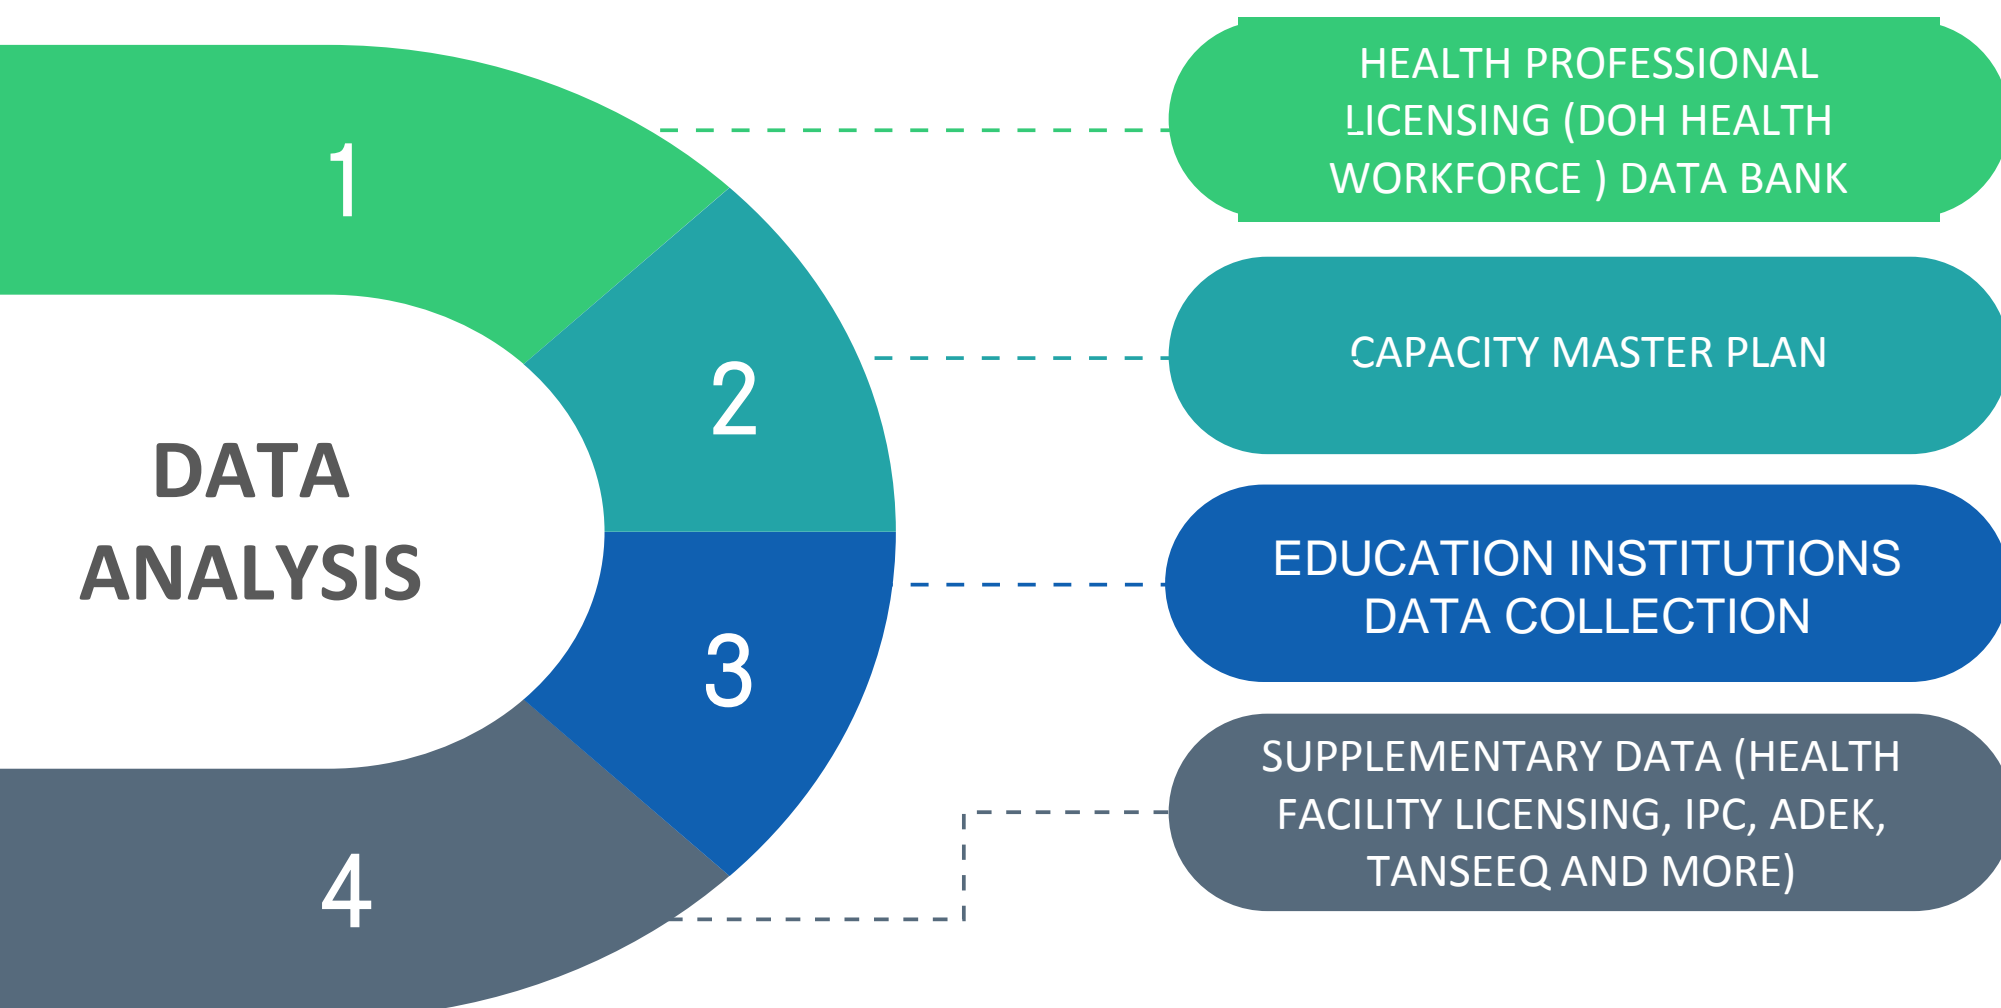 1
HEALTH PROFESSIONAL
LICENSING (DOH HEALTH
WORKFORCE ) DATA BANK
2
CAPACITY MASTER PLAN
DATA
ANALYSIS
3
EDUCATION INSTITUTIONS
DATA COLLECTION
4
SUPPLEMENTARY DATA (HEALTH
FACILITY LICENSING, IPC, ADEK,
TANSEEQ AND MORE)